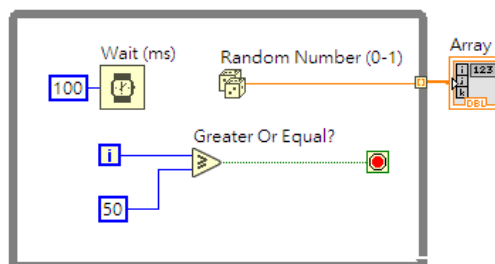 Wait (ms)
100
Random Number (0-1)
Array
i
j
k
123
DBL
Greater Or Equal?
i
50